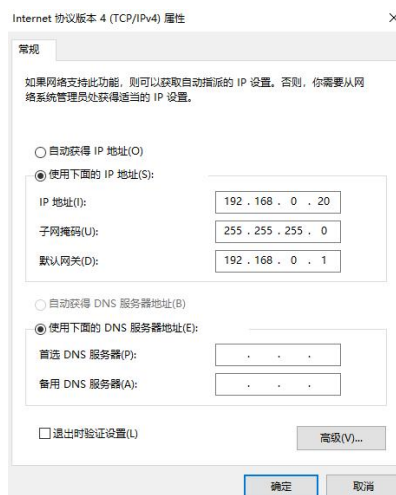 Internet 协议版本 4 (TCP/IPv4) 属性
常规
如果网络支持此功能，则可以获取自动指派的 IP 设置。否则，你需要从网
络系统管理员处获得适当的 IP 设置。
自动获得 IP 地址(O)
使用下面的 IP 地址(S):
IP 地址(I): 192 . 168 . 0 . 20
子网掩码(U): 255 . 255 . 255 . 0
默认网关(D): 192 . 168 . 0 . 1
自动获得 DNS 服务器地址(B)
使用下面的 DNS 服务器地址(E):
首选 DNS 服务器(P): . . .
备用 DNS 服务器(A): . . .
退出时验证设置(L)
高级(V)...
确定 取消